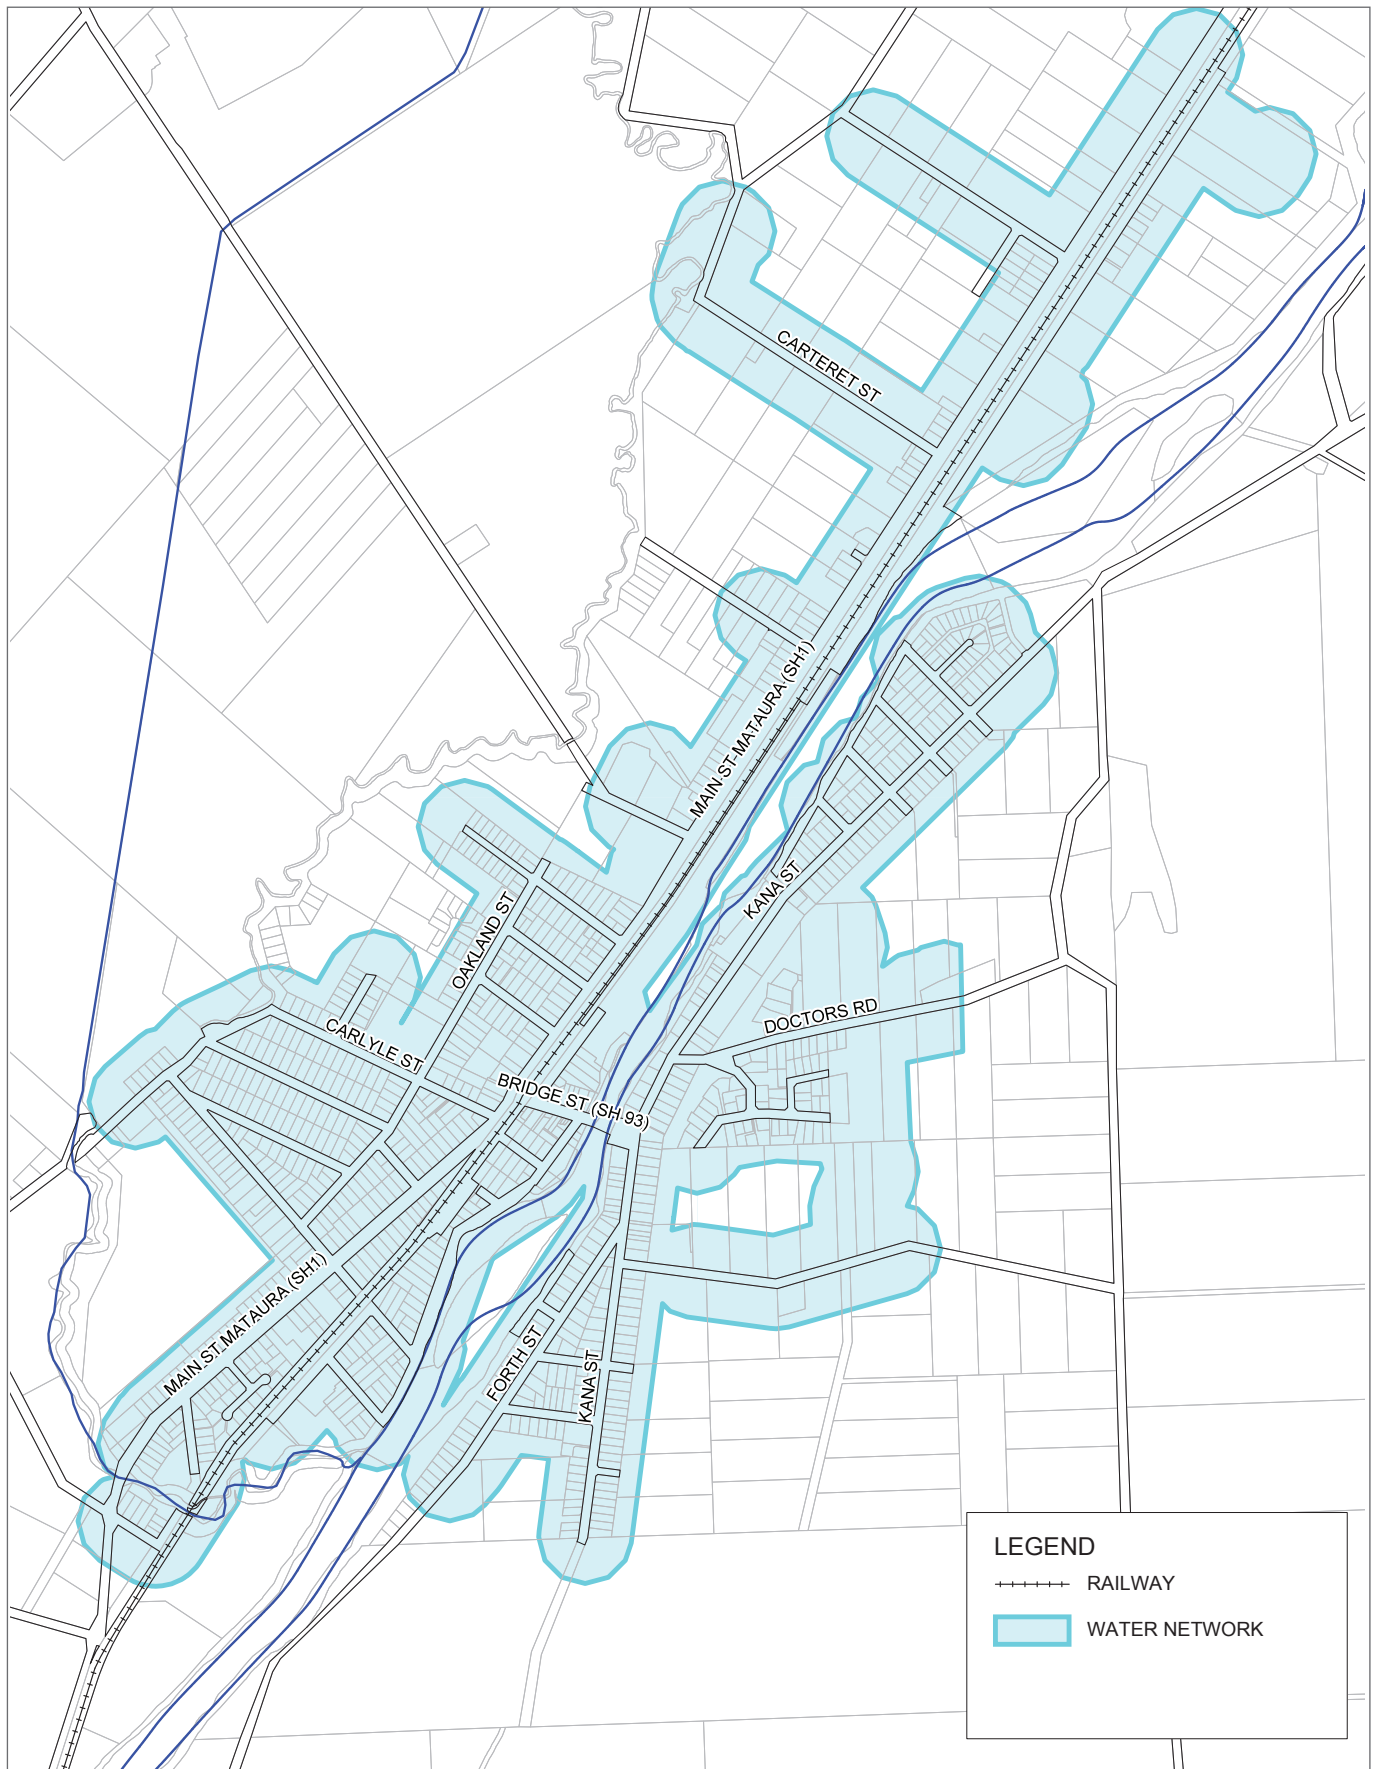 CARTERET ST
MAIN ST MATAURA (SH1)
KANA ST
OAKLAND ST
DOCTORS RD
CARLYLE ST
BRIDGE ST (SH 93)
MAIN ST MATAURA (SH1)
FORTH ST
KANA ST
LEGEND
RAILWAY
WATER NETWORK